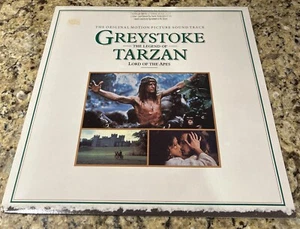 THE ORIGINAL MOTION PICTURE SOUNDTRACK
GREYSTOKE
THE LEGEND OF
TARZAN
LORD OF THE APES